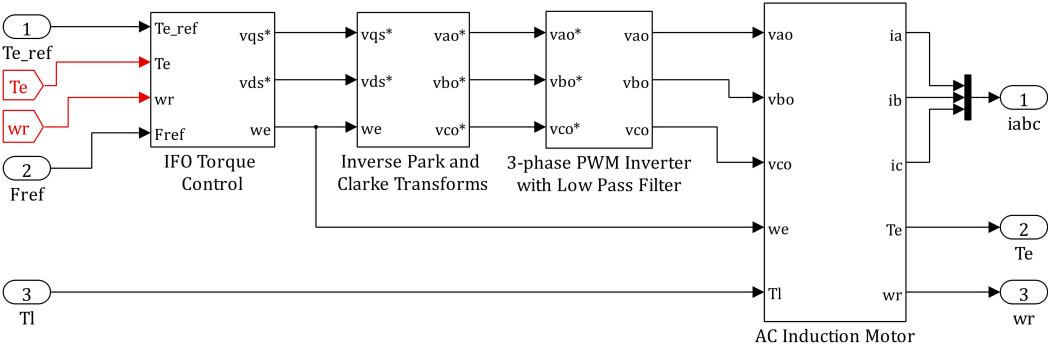 1
Te_ref
Te
wr
2
Fref
3
Tl
Te_ref
Te
wr
Fref
vqs*
vds*
we
IFO Torque
Control
vqs*
vds*
we
vao*
vbo*
vco*
Inverse Park and
Clarke Transforms
vao*
vbo*
vco*
vao
vbo
vco
3-phase PWM Inverter
with Low Pass Filter
vao
vbo
vco
we
Tl
ia
ib
ic
Te
wr
AC Induction Motor
1
iabc
2
Te
3
wr